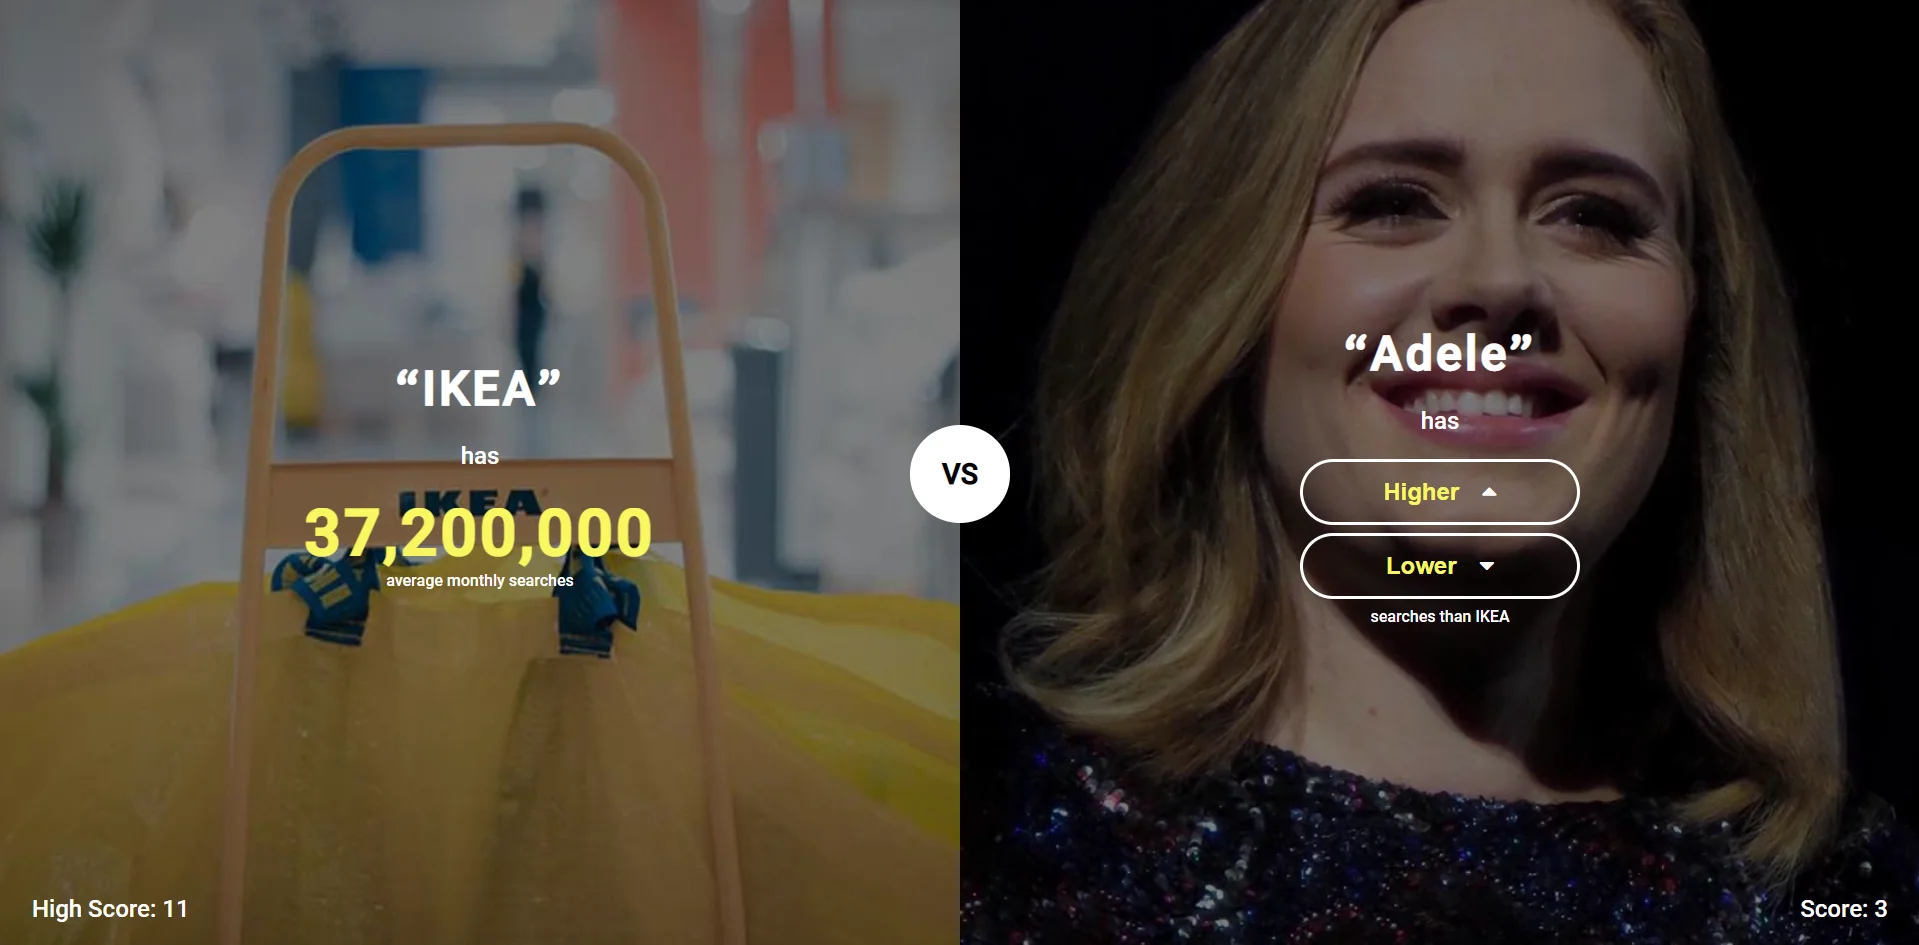 “IKEA”
has
IKEA
37,200,000
average monthly searches
VS
“Adele”
has
Higher
Lower
searches than IKEA
High Score: 11
Score: 3